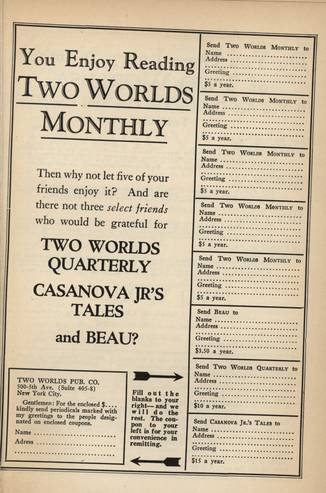 You Enjoy Reading
TWO WORLDS
MONTHLY
Then why not let five of your
friends enjoy it? And are
there not three select friends
who would be grateful for
TWO WORLDS
QUARTERLY
CASANOVA JR'S
TALES
and BEAU?
TWO WORLDS PUB. CO.
500-5th Ave. (Suite 405-8)
New York City.
Gentlemen: For the enclosed $....
kindly send periodicals marked with
my greetings to the people desig-
nated on enclosed coupons.
Name
Adress
Fill out the
blanks to your
right—and we
will do the
rest. The cou-
pon to your
left is for your
convenience in
remitting.
Send TWO WORLDS MONTHLY to
Name
Address
Greeting
$5 a year.
Send TWO WORLDS MONTHLY to
Name
Address
Greeting
$5 a year.
Send TWO WORLDS MONTHLY to
Name
Address
Greeting
$5 a year.
Send TWO WORLDS MONTHLY to
Name
Address
Greeting
$5 a year.
Send TWO WORLDS MONTHLY to
Name
Address
Greeting
$5 a year.
Send BEAU to
Name
Address
Greeting
$3.50 a year.
Send TWO WORLDS QUARTERLY to
Name
Address
Greeting
$10 a year.
Send CASANOVA JR.'S TALES to
Name
Address
Greeting
$15 a year.